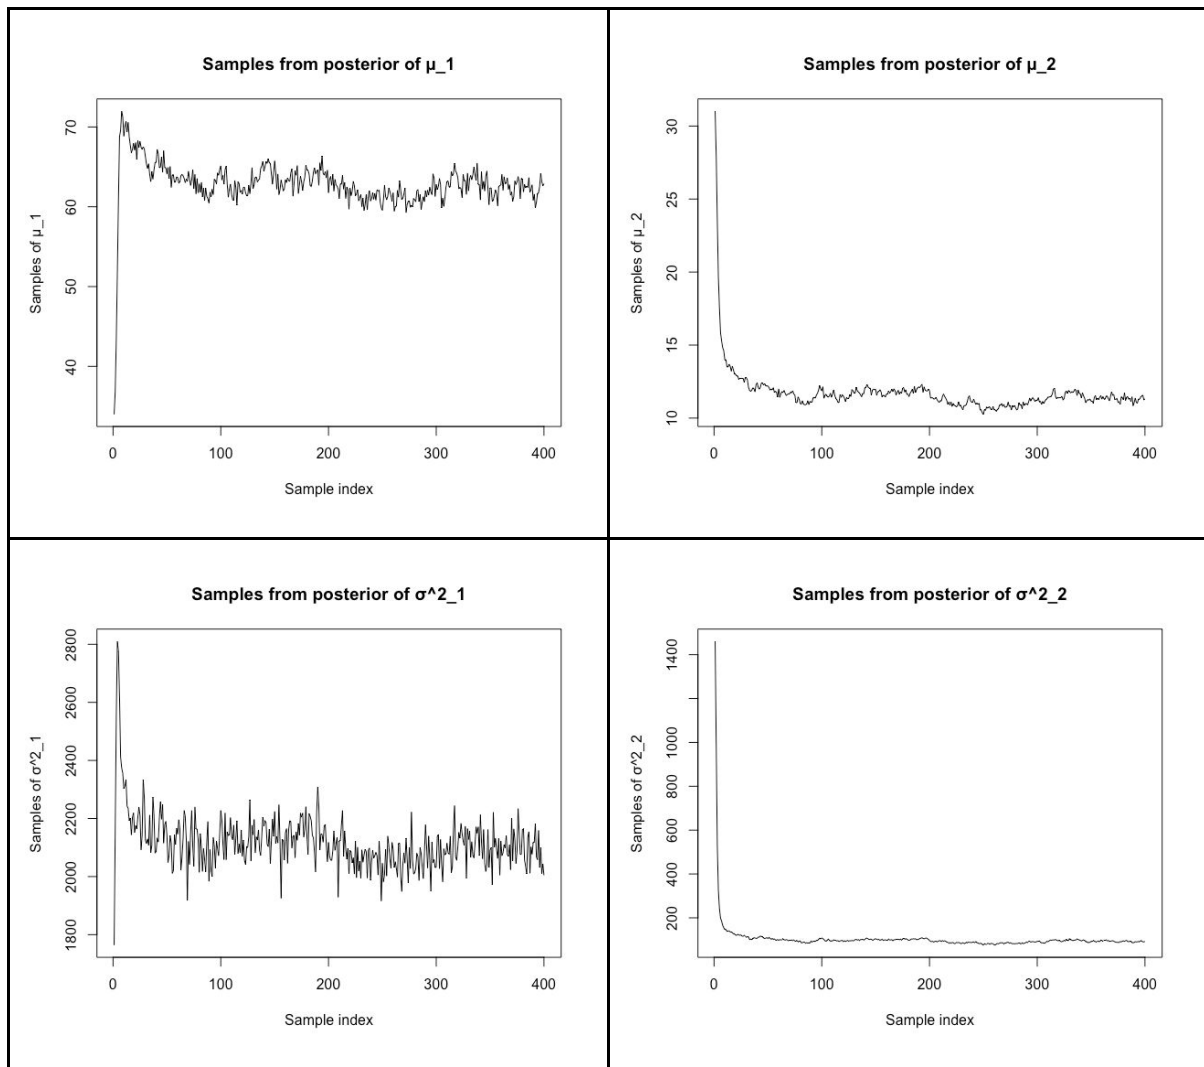 Samples from posterior of μ_1
Samples of μ_1
70
60
50
40
0 100 200 300 400
Sample index
Samples from posterior of μ_2
Samples of μ_2
30
25
20
15
10
0 100 200 300 400
Sample index
Samples from posterior of σ^2_1
Samples of σ^2_1
2800
2600
2400
2200
2000
1800
0 100 200 300 400
Sample index
Samples from posterior of σ^2_2
Samples of σ^2_2
1400
1000
800
600
400
200
0 100 200 300 400
Sample index